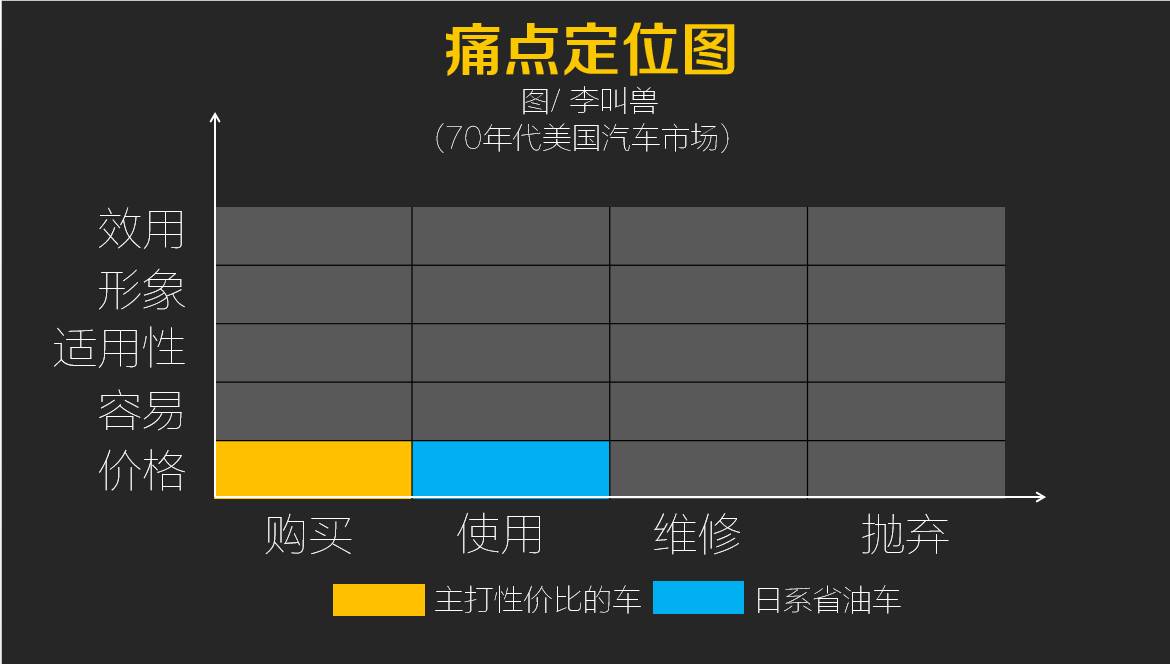 痛点定位图
图/ 李叫兽
（70年代美国汽车市场）
效用
形象
适用性
容易
价格
购买 使用 维修 抛弃
主打性价比的车 日系省油车